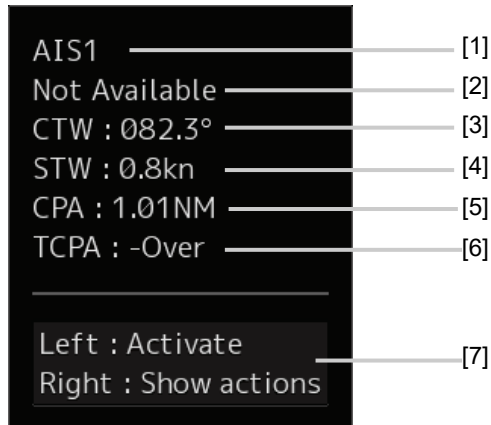 AIS1 [1]
Not Available [2]
CTW : 082.3° [3]
STW : 0.8kn [4]
CPA : 1.01NM [5]
TCPA : -Over [6]
Left : Activate
Right : Show actions [7]